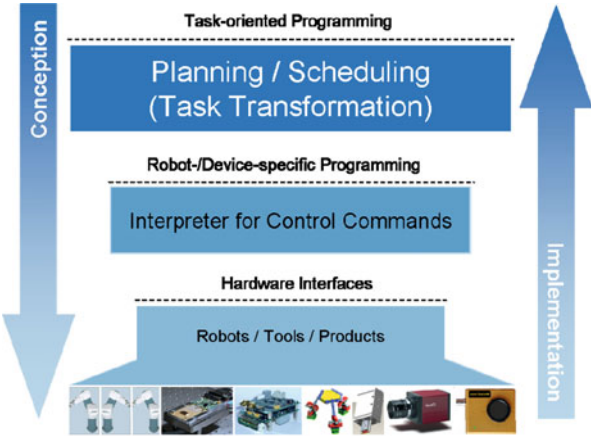 Task-oriented Programming
Conception
Planning / Scheduling
(Task Transformation)
Robot-/Device-specific Programming
Interpreter for Control Commands
Hardware Interfaces
Implementation
Robots / Tools / Products